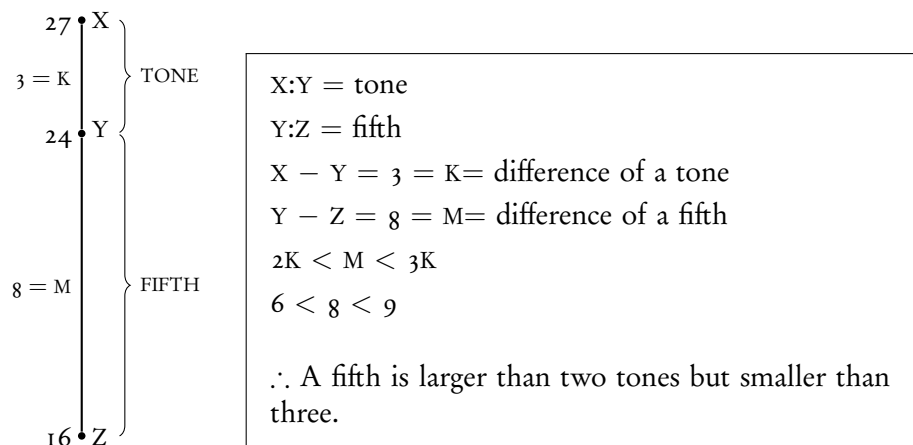 27 X
3 = K TONE
24 Y
8 = M FIFTH
16 Z
X:Y = tone
Y:Z = fifth
X − Y = 3 = K= difference of a tone
Y − Z = 8 = M= difference of a fifth
2K < M < 3K
6 < 8 < 9
∴ A fifth is larger than two tones but smaller than
three.